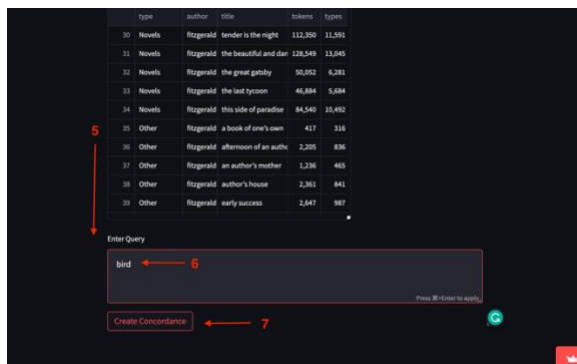 type author title tokens types
30 Novels fitzgerald tender is the night 112,350 11,591
31 Novels fitzgerald the beautiful and dar 128,549 13,045
32 Novels fitzgerald the great gatsby 50,052 6,281
33 Novels fitzgerald the last tycoon 46,884 5,684
34 Novels fitzgerald this side of paradise 84,540 10,492
35 Other fitzgerald a book of one's own 417 316
36 Other fitzgerald afternoon of an autho 2,205 836
37 Other fitzgerald an author's mother 1,236 465
38 Other fitzgerald author's house 2,361 841
39 Other fitzgerald early success 2,647 987
5
Enter Query
bird
6
Press ⌘+Enter to apply
Create Concordance
7